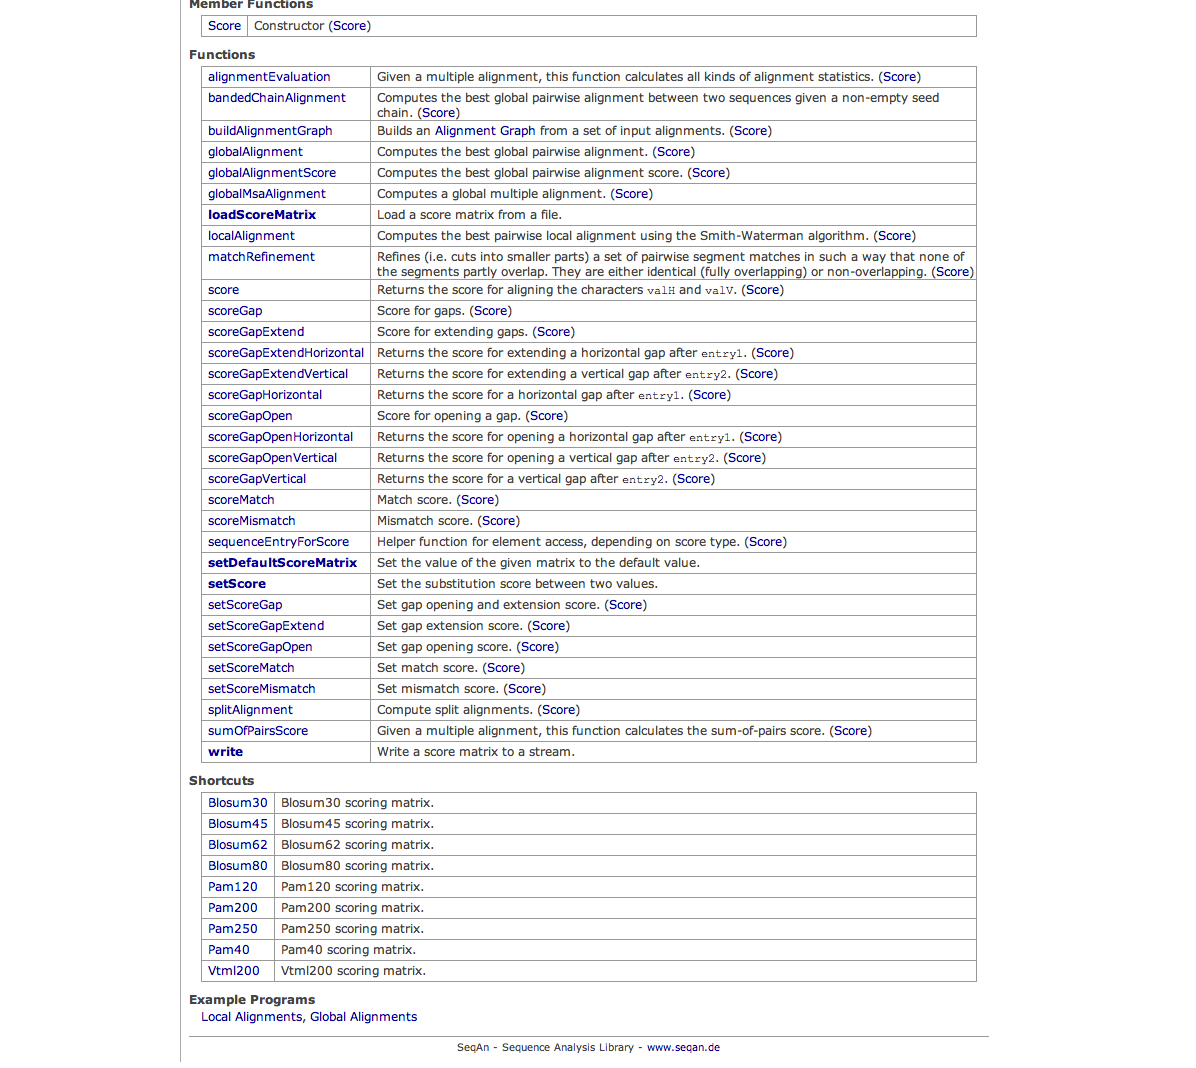 Member Functions
Score Constructor (Score)
Functions
alignmentEvaluation Given a multiple alignment, this function calculates all kinds of alignment statistics. (Score)
bandedChainAlignment Computes the best global pairwise alignment between two sequences given a non-empty seed
chain. (Score)
buildAlignmentGraph Builds an Alignment Graph from a set of input alignments. (Score)
globalAlignment Computes the best global pairwise alignment. (Score)
globalAlignmentScore Computes the best global pairwise alignment score. (Score)
globalMsaAlignment Computes a global multiple alignment. (Score)
loadScoreMatrix Load a score matrix from a file.
localAlignment Computes the best pairwise local alignment using the Smith-Waterman algorithm. (Score)
matchRefinement Refines (i.e. cuts into smaller parts) a set of pairwise segment matches in such a way that none of
the segments partly overlap. They are either identical (fully overlapping) or non-overlapping. (Score)
score Returns the score for aligning the characters valH and valV. (Score)
scoreGap Score for gaps. (Score)
scoreGapExtend Score for extending gaps. (Score)
scoreGapExtendHorizontal Returns the score for extending a horizontal gap after entry1. (Score)
scoreGapExtendVertical Returns the score for extending a vertical gap after entry2. (Score)
scoreGapHorizontal Returns the score for a horizontal gap after entry1. (Score)
scoreGapOpen Score for opening a gap. (Score)
scoreGapOpenHorizontal Returns the score for opening a horizontal gap after entry1. (Score)
scoreGapOpenVertical Returns the score for opening a vertical gap after entry2. (Score)
scoreGapVertical Returns the score for a vertical gap after entry2. (Score)
scoreMatch Match score. (Score)
scoreMismatch Mismatch score. (Score)
sequenceEntryForScore Helper function for element access, depending on score type. (Score)
setDefaultScoreMatrix Set the value of the given matrix to the default value.
setScore Set the substitution score between two values.
setScoreGap Set gap opening and extension score. (Score)
setScoreGapExtend Set gap extension score. (Score)
setScoreGapOpen Set gap opening score. (Score)
setScoreMatch Set match score. (Score)
setScoreMismatch Set mismatch score. (Score)
splitAlignment Compute split alignments. (Score)
sumOfPairsScore Given a multiple alignment, this function calculates the sum-of-pairs score. (Score)
write Write a score matrix to a stream.
Shortcuts
Blosum30 Blosum30 scoring matrix.
Blosum45 Blosum45 scoring matrix.
Blosum62 Blosum62 scoring matrix.
Blosum80 Blosum80 scoring matrix.
Pam120 Pam120 scoring matrix.
Pam200 Pam200 scoring matrix.
Pam250 Pam250 scoring matrix.
Pam40 Pam40 scoring matrix.
Vtml200 Vtml200 scoring matrix.
Example Programs
Local Alignments, Global Alignments
SeqAn - Sequence Analysis Library - www.seqan.de